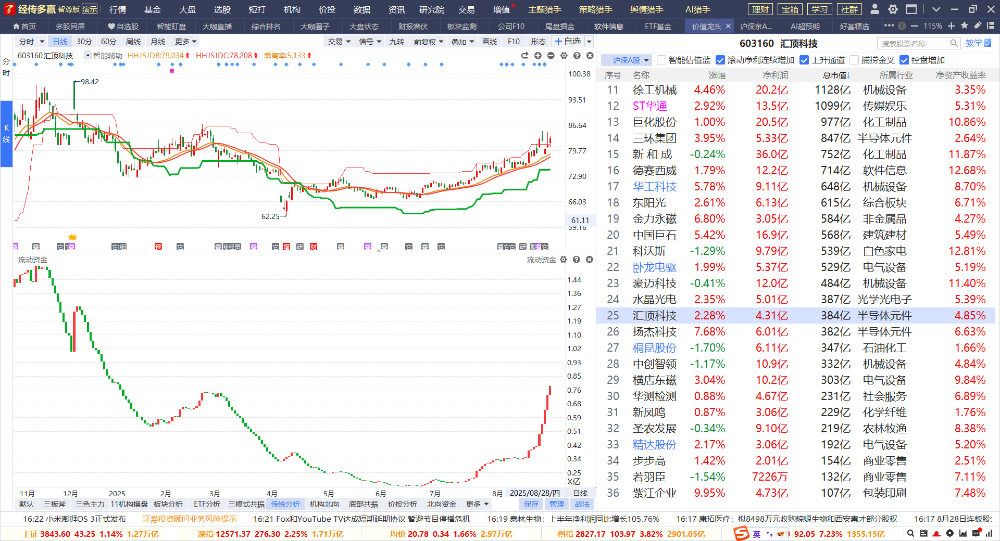 经传多赢 智尊版 演示 行情 基金 大盘 选股 短打 机构 价投 数据 资讯 研究院 交易 增值 主题猎手 策略猎手 舆情猎手 AI猎手 理财 宝箱 学习 社群
首页 多股同屏 自选股 智能盯盘 大咖直播 综合排名 大咖圈子 大盘状态 财报潜伏 板块监测 公司F10 尾盘掘金 软件信息 ETF基金 价值龙头 沪深京A... AI超预期 好基精选 115%
分时 日线 30分 60分 周线 月线 更多 交易 信号 九转 前复权 叠加 画线 F10 形态 自选
603160汇顶科技 智能辅助 HHJSJDB:79.034 HHJSJDC:78.208 乖离率:5.133
分时
K线
98.42
62.25
100.38
93.51
86.64
79.77
72.90
66.03
61.11
59.16
流动资金 流动资金
1.44
1.36
1.27
1.19
1.10
1.02
0.93
0.85
0.76
0.68
0.59
0.51
0.42
0.34
0.25
X亿
11月 12月 2025 2月 3月 4月 5月 6月 7月 8月 2025/08/28/四 日线
默认 三板斧 三色主力 11机构操盘 板块分析 ETF分析 三模式共振 传统分析 机构北向 底部共振 价投分析 北向资金 更多 保存 管理 战法
603160 汇顶科技 搜索股票名称 教学
沪深A股 智能估值蓝 滚动净利连续增加 上升通道 捕捞金叉 控盘增加
序号 名称 涨幅 净利润 总市值↓ 所属行业 净资产收益率
11 徐工机械 4.46% 20.2亿 1128亿 机械设备 3.35%
12 ST华通 2.92% 13.5亿 1099亿 传媒娱乐 5.31%
13 巨化股份 1.00% 20.5亿 977亿 化工制品 10.86%
14 三环集团 3.95% 5.33亿 847亿 半导体元件 2.64%
15 新 和 成 -0.24% 36.0亿 752亿 化工制品 11.87%
16 德赛西威 1.79% 12.2亿 714亿 软件信息 12.68%
17 华工科技 5.78% 9.11亿 648亿 机械设备 8.70%
18 东阳光 2.61% 6.13亿 615亿 综合板块 6.71%
19 金力永磁 6.80% 3.05亿 584亿 非金属品 4.27%
20 中国巨石 5.42% 16.9亿 568亿 建筑建材 5.49%
21 科沃斯 -1.29% 9.79亿 539亿 白色家电 12.81%
22 卧龙电驱 1.99% 5.37亿 529亿 电气设备 5.19%
23 豪迈科技 -0.41% 12.0亿 484亿 机械设备 11.40%
24 水晶光电 2.35% 5.01亿 387亿 光学光电子 5.39%
25 汇顶科技 2.28% 4.31亿 384亿 半导体元件 4.85%
26 扬杰科技 7.68% 6.01亿 382亿 半导体元件 6.63%
27 桐昆股份 -1.70% 6.11亿 347亿 石油化工 1.66%
28 中创智领 -1.17% 10.9亿 332亿 机械设备 4.84%
29 横店东磁 3.04% 10.2亿 303亿 电气设备 9.84%
30 华测检测 0.88% 4.67亿 231亿 社会服务 6.89%
31 新凤鸣 0.87% 3.06亿 229亿 化学纤维 1.76%
32 圣农发展 -0.34% 9.10亿 219亿 农林牧渔 8.38%
33 精达股份 2.17% 3.06亿 192亿 电气设备 5.20%
34 步步高 1.42% 2.01亿 154亿 商业零售 2.51%
35 若羽臣 -1.54% 7226万 132亿 商业零售 7.11%
36 紫江企业 9.95% 4.73亿 107亿 包装印刷 7.48%
16:22 小米澎湃OS 3正式发布 证券投资顾问业务风险提示 16:21 Fox和YouTube TV达成短期延期协议 暂避节目停播危机 16:19 泰林生物：上半年净利润同比增长105.76% 16:17 康拓医疗：拟8498万元收购蝾螈生物和西安惠才部分股权 16:17 8月28日连板股
上证 3843.60 43.25 1.14% 1.27万亿 深指 12571.37 276.30 2.25% 1.71万亿 均价 20.78 0.34 1.66% 2.97万亿 创指 2827.17 103.97 3.82% 2901.05亿 英 92.05 7.23% 1355.15亿